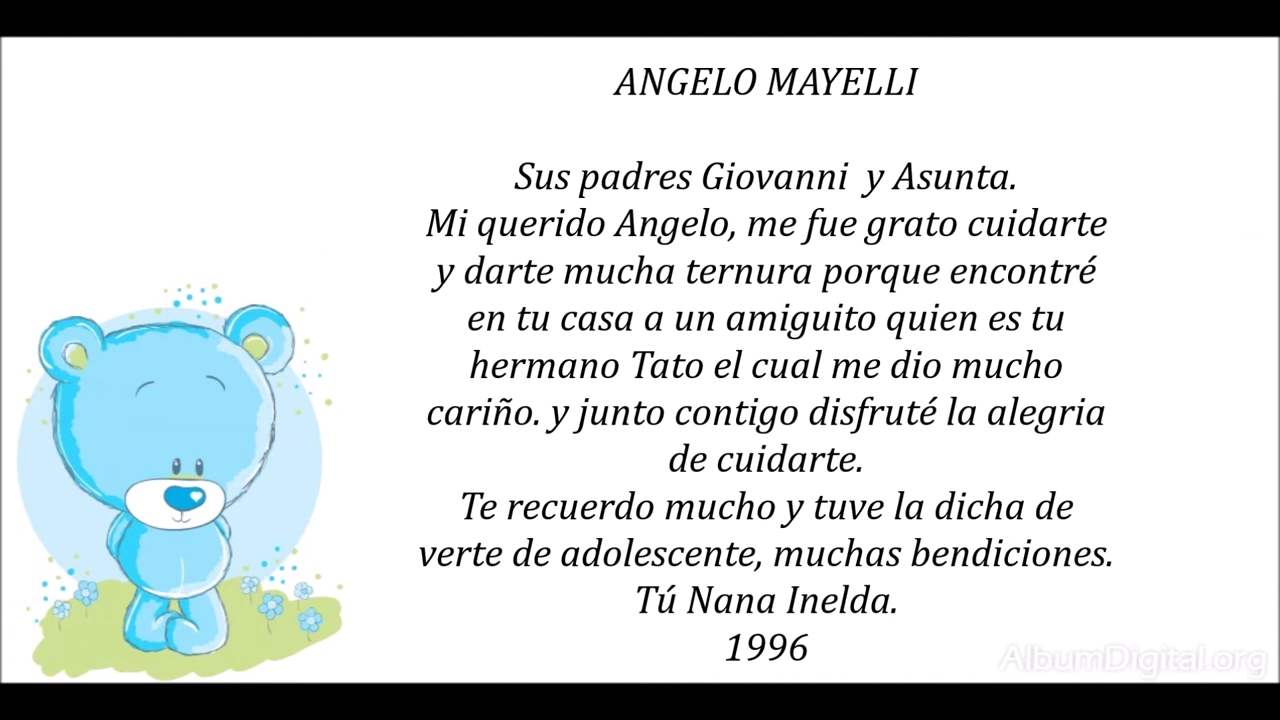 ANGELO MAYELLI
Sus padres Giovanni y Asunta.
Mi querido Angelo, me fue grato cuidarte
y darte mucha ternura porque encontré
en tu casa a un amiguito quien es tu
hermano Tato el cual me dio mucho
cariño. y junto contigo disfruté la alegria
de cuidarte.
Te recuerdo mucho y tuve la dicha de
verte de adolescente, muchas bendiciones.
Tú Nana Inelda.
1996
AlbumDigital.org